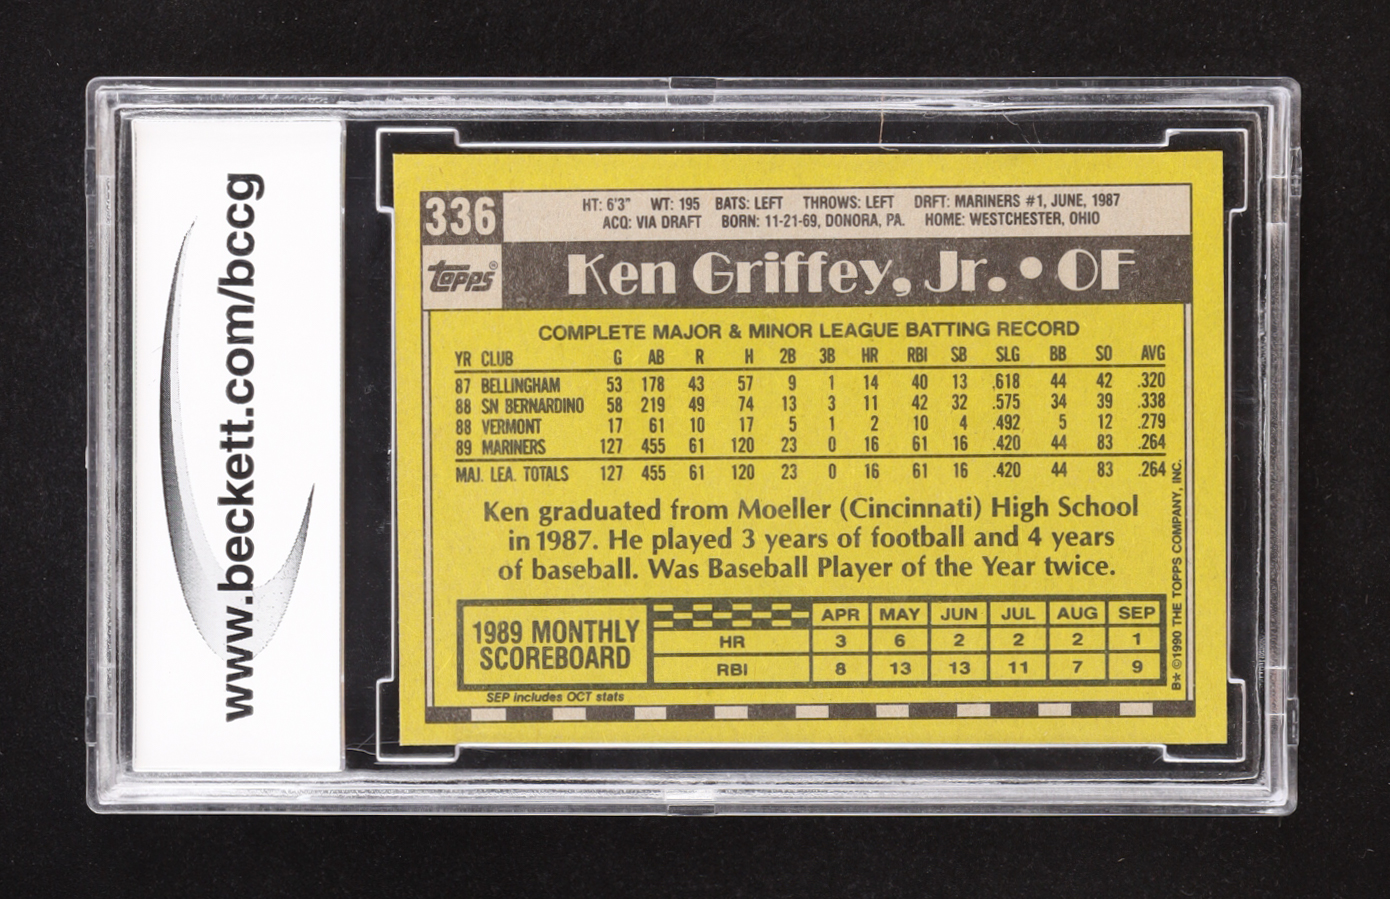 www.beckett.com/bccg
336
HT: 6'3" WT: 195 BATS: LEFT THROWS: LEFT DRFT: MARINERS #1, JUNE, 1987
ACQ: VIA DRAFT BORN: 11-21-69, DONORA, PA. HOME: WESTCHESTER, OHIO
topps®
Ken Griffey, Jr. • OF
COMPLETE MAJOR & MINOR LEAGUE BATTING RECORD
YR CLUB G AB R H 2B 3B HR RBI SB SLG BB SO AVG
87 BELLINGHAM 53 178 43 57 9 1 14 40 13 .618 44 42 .320
88 SN BERNARDINO 58 219 49 74 13 3 11 42 32 .575 34 39 .338
88 VERMONT 17 61 10 17 5 1 2 10 4 .492 5 12 .279
89 MARINERS 127 455 61 120 23 0 16 61 16 .420 44 83 .264
MAJ. LEA. TOTALS 127 455 61 120 23 0 16 61 16 .420 44 83 .264
Ken graduated from Moeller (Cincinnati) High School
in 1987. He played 3 years of football and 4 years
of baseball. Was Baseball Player of the Year twice.
1989 MONTHLY
SCOREBOARD
APR MAY JUN JUL AUG SEP
HR 3 6 2 2 2 1
RBI 8 13 13 11 7 9
SEP includes OCT stats
B★ ©1990 THE TOPPS COMPANY, INC.